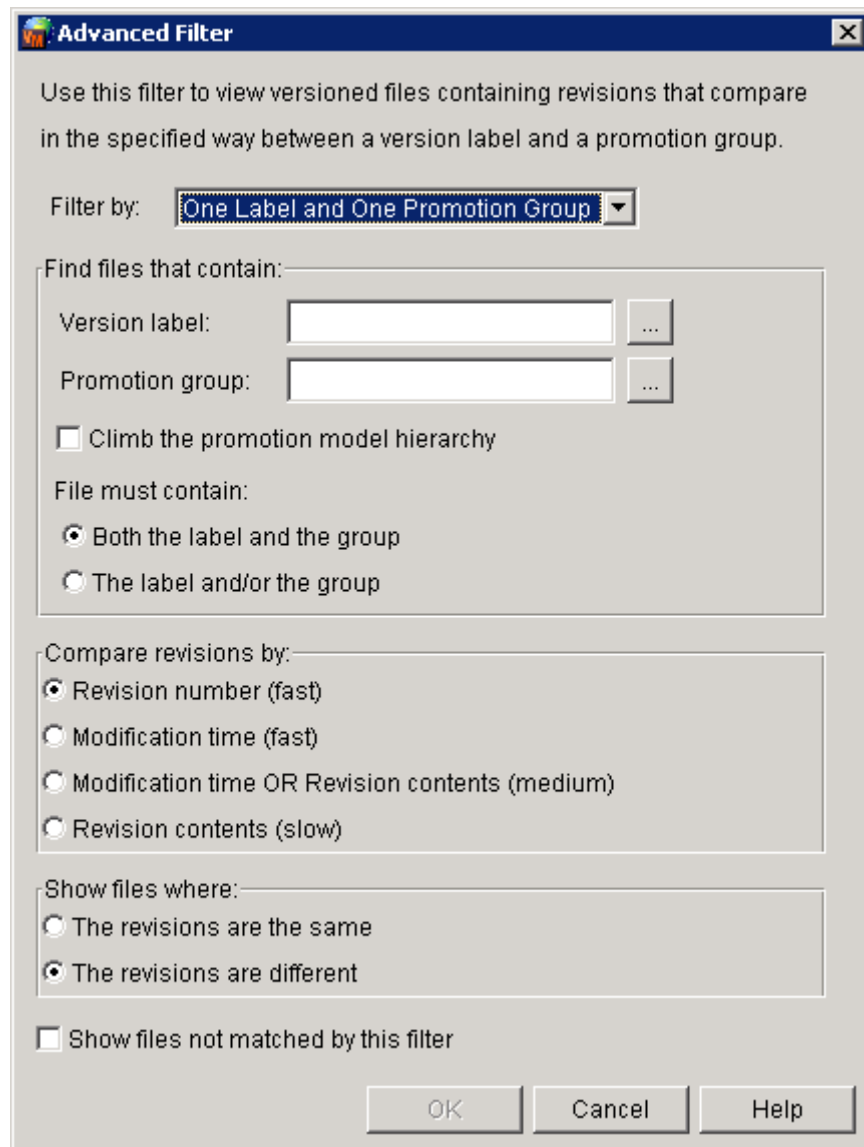 Advanced Filter
Use this filter to view versioned files containing revisions that compare
in the specified way between a version label and a promotion group.
Filter by: One Label and One Promotion Group
Find files that contain:
Version label: ...
Promotion group: ...
Climb the promotion model hierarchy
File must contain:
Both the label and the group
The label and/or the group
Compare revisions by:
Revision number (fast)
Modification time (fast)
Modification time OR Revision contents (medium)
Revision contents (slow)
Show files where:
The revisions are the same
The revisions are different
Show files not matched by this filter
OK Cancel Help